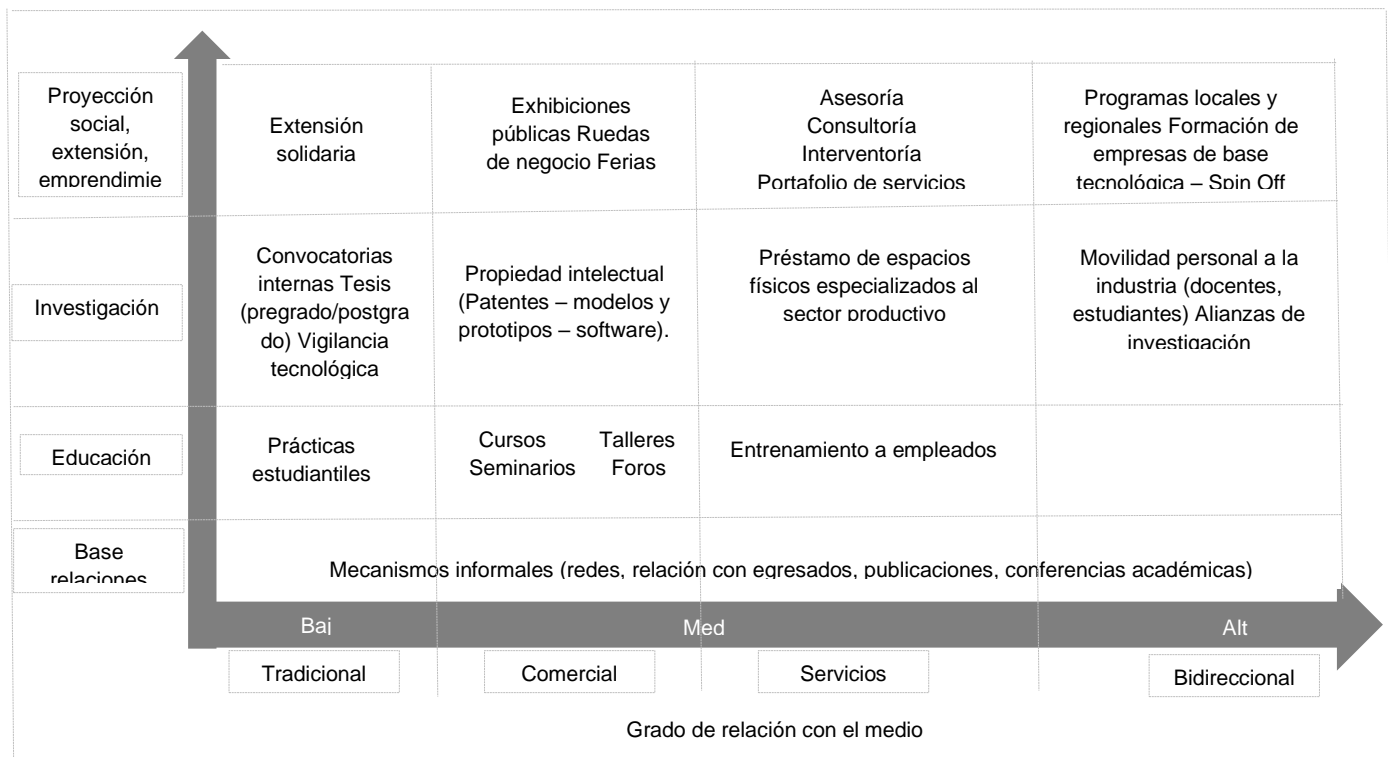 Proyección
social,
extensión,
emprendimie
Extensión
solidaria
Exhibiciones
públicas Ruedas
de negocio Ferias
Asesoría
Consultoría
Interventoría
Portafolio de servicios
Programas locales y
regionales Formación de
empresas de base
tecnológica – Spin Off
Investigación
Convocatorias
internas Tesis
(pregrado/postgra
do) Vigilancia
tecnológica
Propiedad intelectual
(Patentes – modelos y
prototipos – software).
Préstamo de espacios
físicos especializados al
sector productivo
Movilidad personal a la
industria (docentes,
estudiantes) Alianzas de
investigación
Educación
Prácticas
estudiantiles
Cursos Talleres
Seminarios Foros
Entrenamiento a empleados
Base
relaciones
Mecanismos informales (redes, relación con egresados, publicaciones, conferencias académicas)
Baj Med Alt
Tradicional Comercial Servicios Bidireccional
Grado de relación con el medio